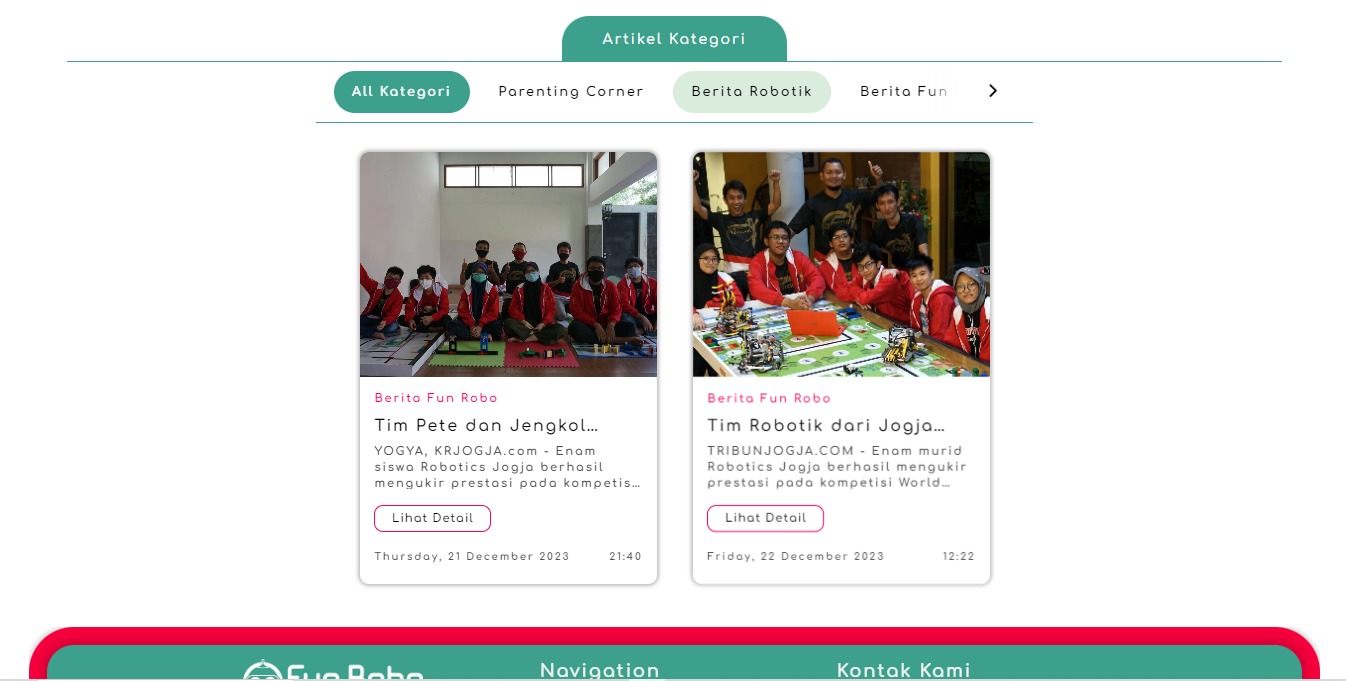 Artikel Kategori
All Kategori
Parenting Corner
Berita Robotik
Berita Fun
Berita Fun Robo
Tim Pete dan Jengkol...
YOGYA, KRJOGJA.com - Enam
siswa Robotics Jogja berhasil
mengukir prestasi pada kompetis...
Lihat Detail
Thursday, 21 December 2023
21:40
Berita Fun Robo
Tim Robotik dari Jogja...
TRIBUNJOGJA.COM - Enam murid
Robotics Jogja berhasil mengukir
prestasi pada kompetisi World...
Lihat Detail
Friday, 22 December 2023
12:22
Fun Robo
Navigation
Kontak Kami